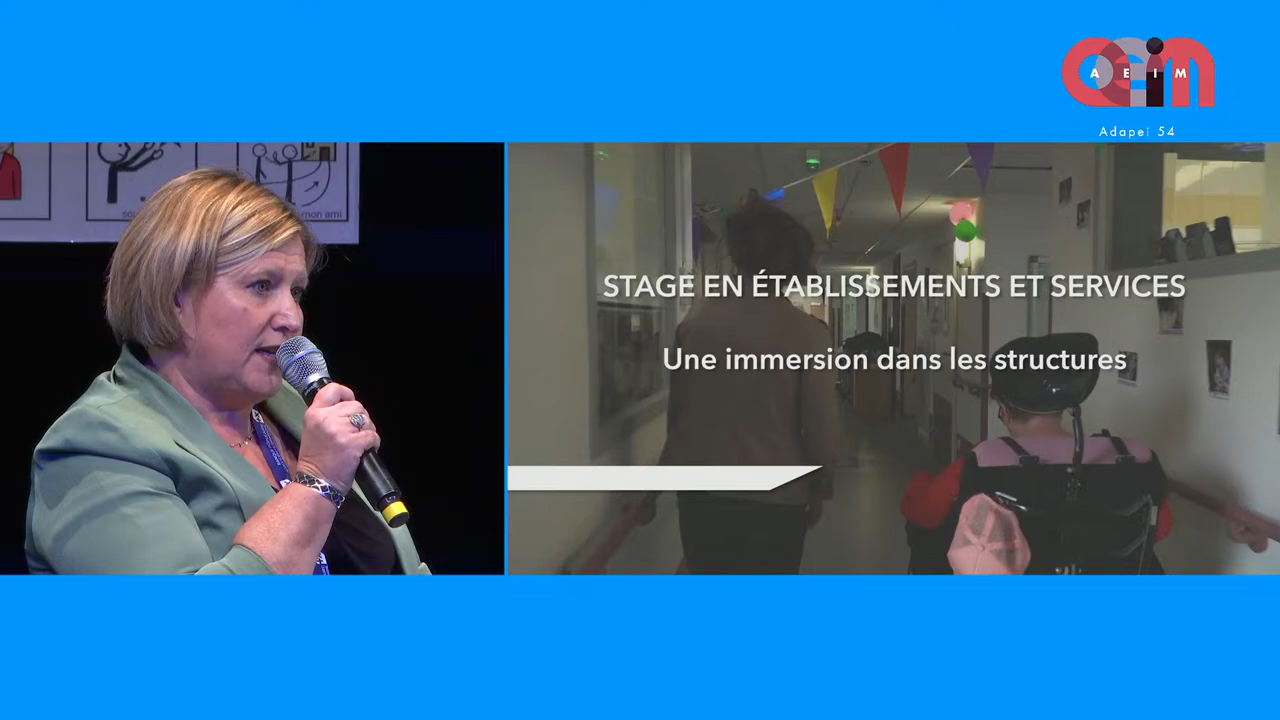 AEIM
Adapei 54
mon ami
STAGE EN ÉTABLISSEMENTS ET SERVICES
Une immersion dans les structures